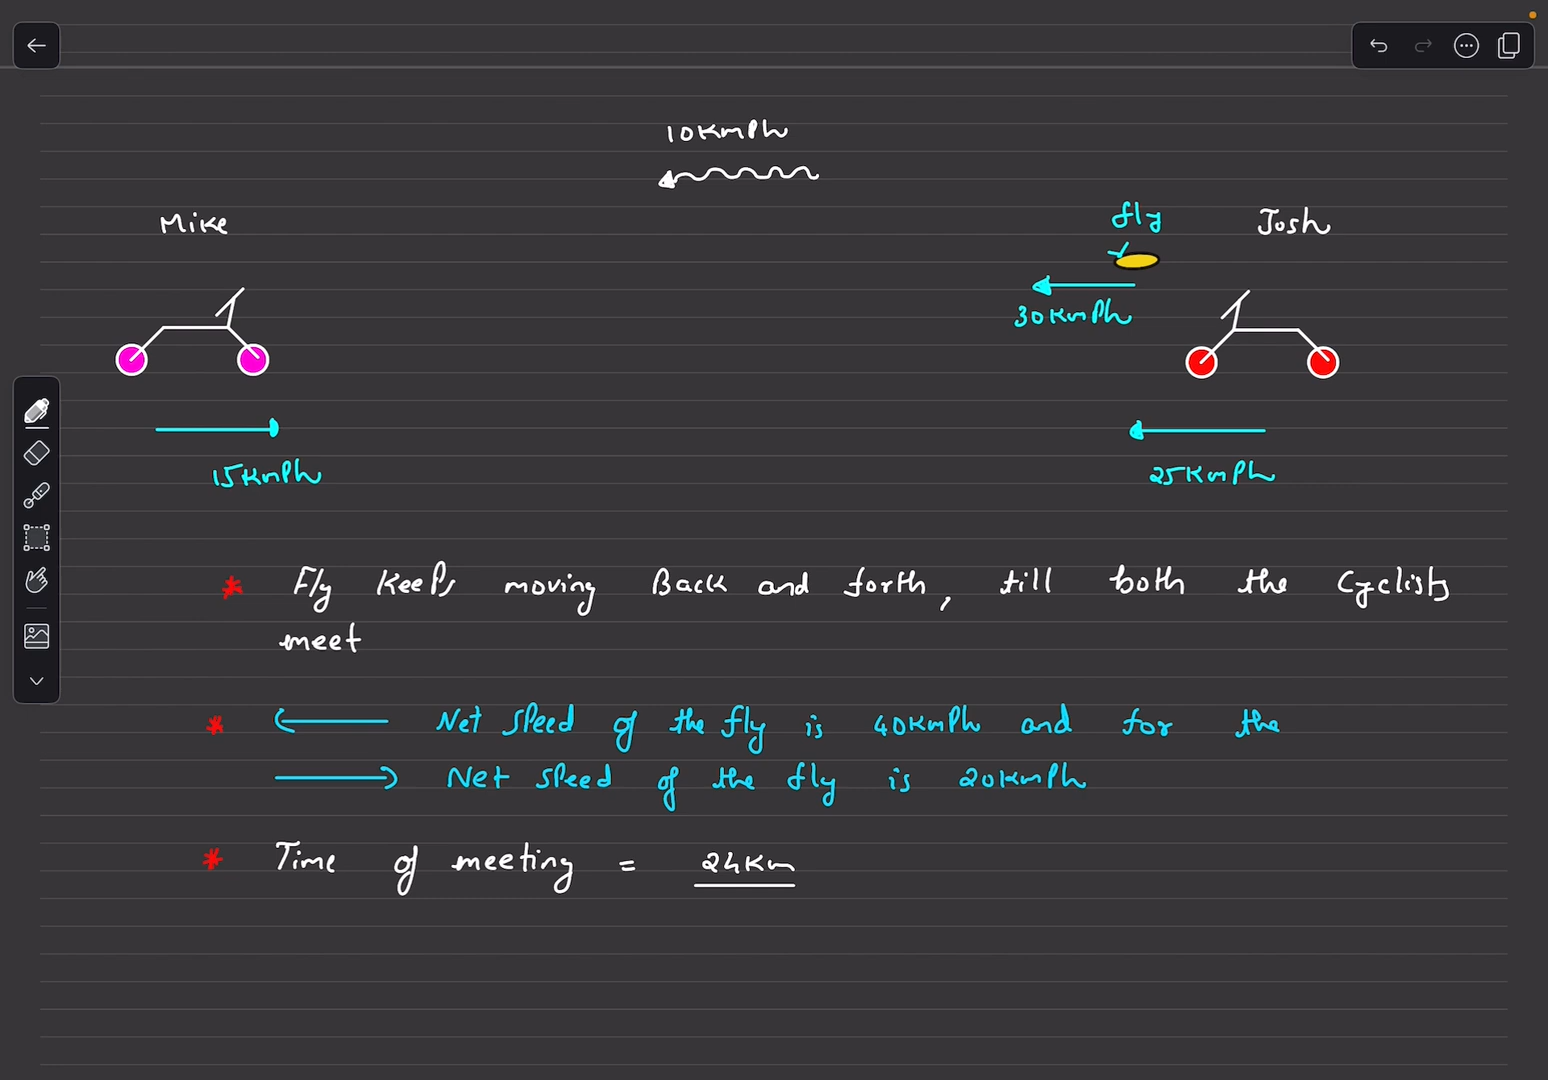 10KmPh
Mike
fly
Josh
30KmPh
15KmPh
25KmPh
* Fly keeps moving Back and forth, till both the Cyclists
meet
* Net speed of the fly is 40KmPh and for the
Net speed of the fly is 20KmPh
* Time of meeting = 24Km